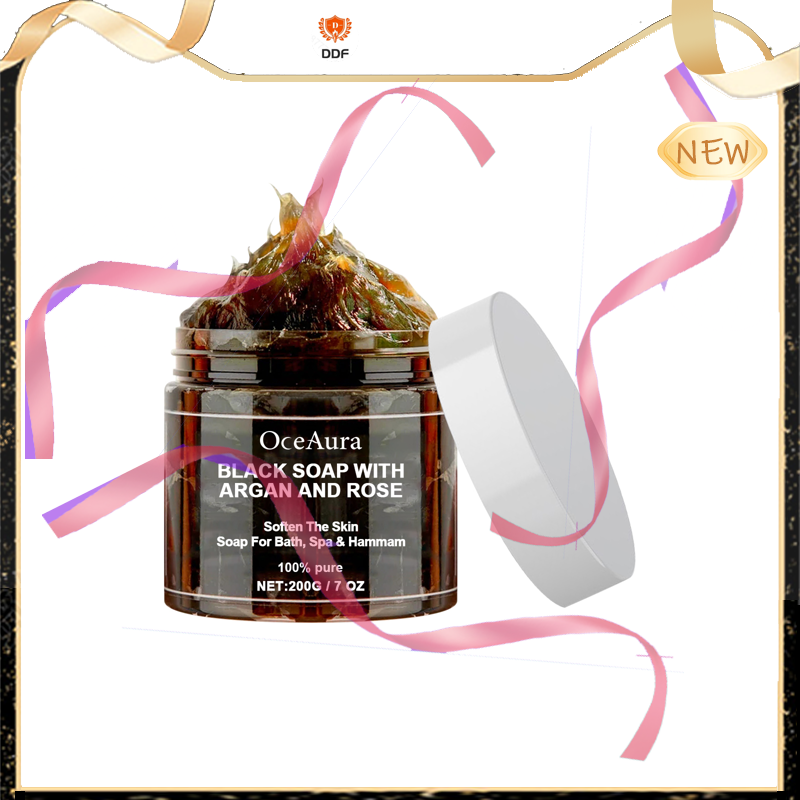 DDF
NEW
OceAura
BLACK SOAP WITH
ARGAN AND ROSE
Soften The Skin
Soap For Bath, Spa & Hammam
100% pure
NET:200G / 7 OZ